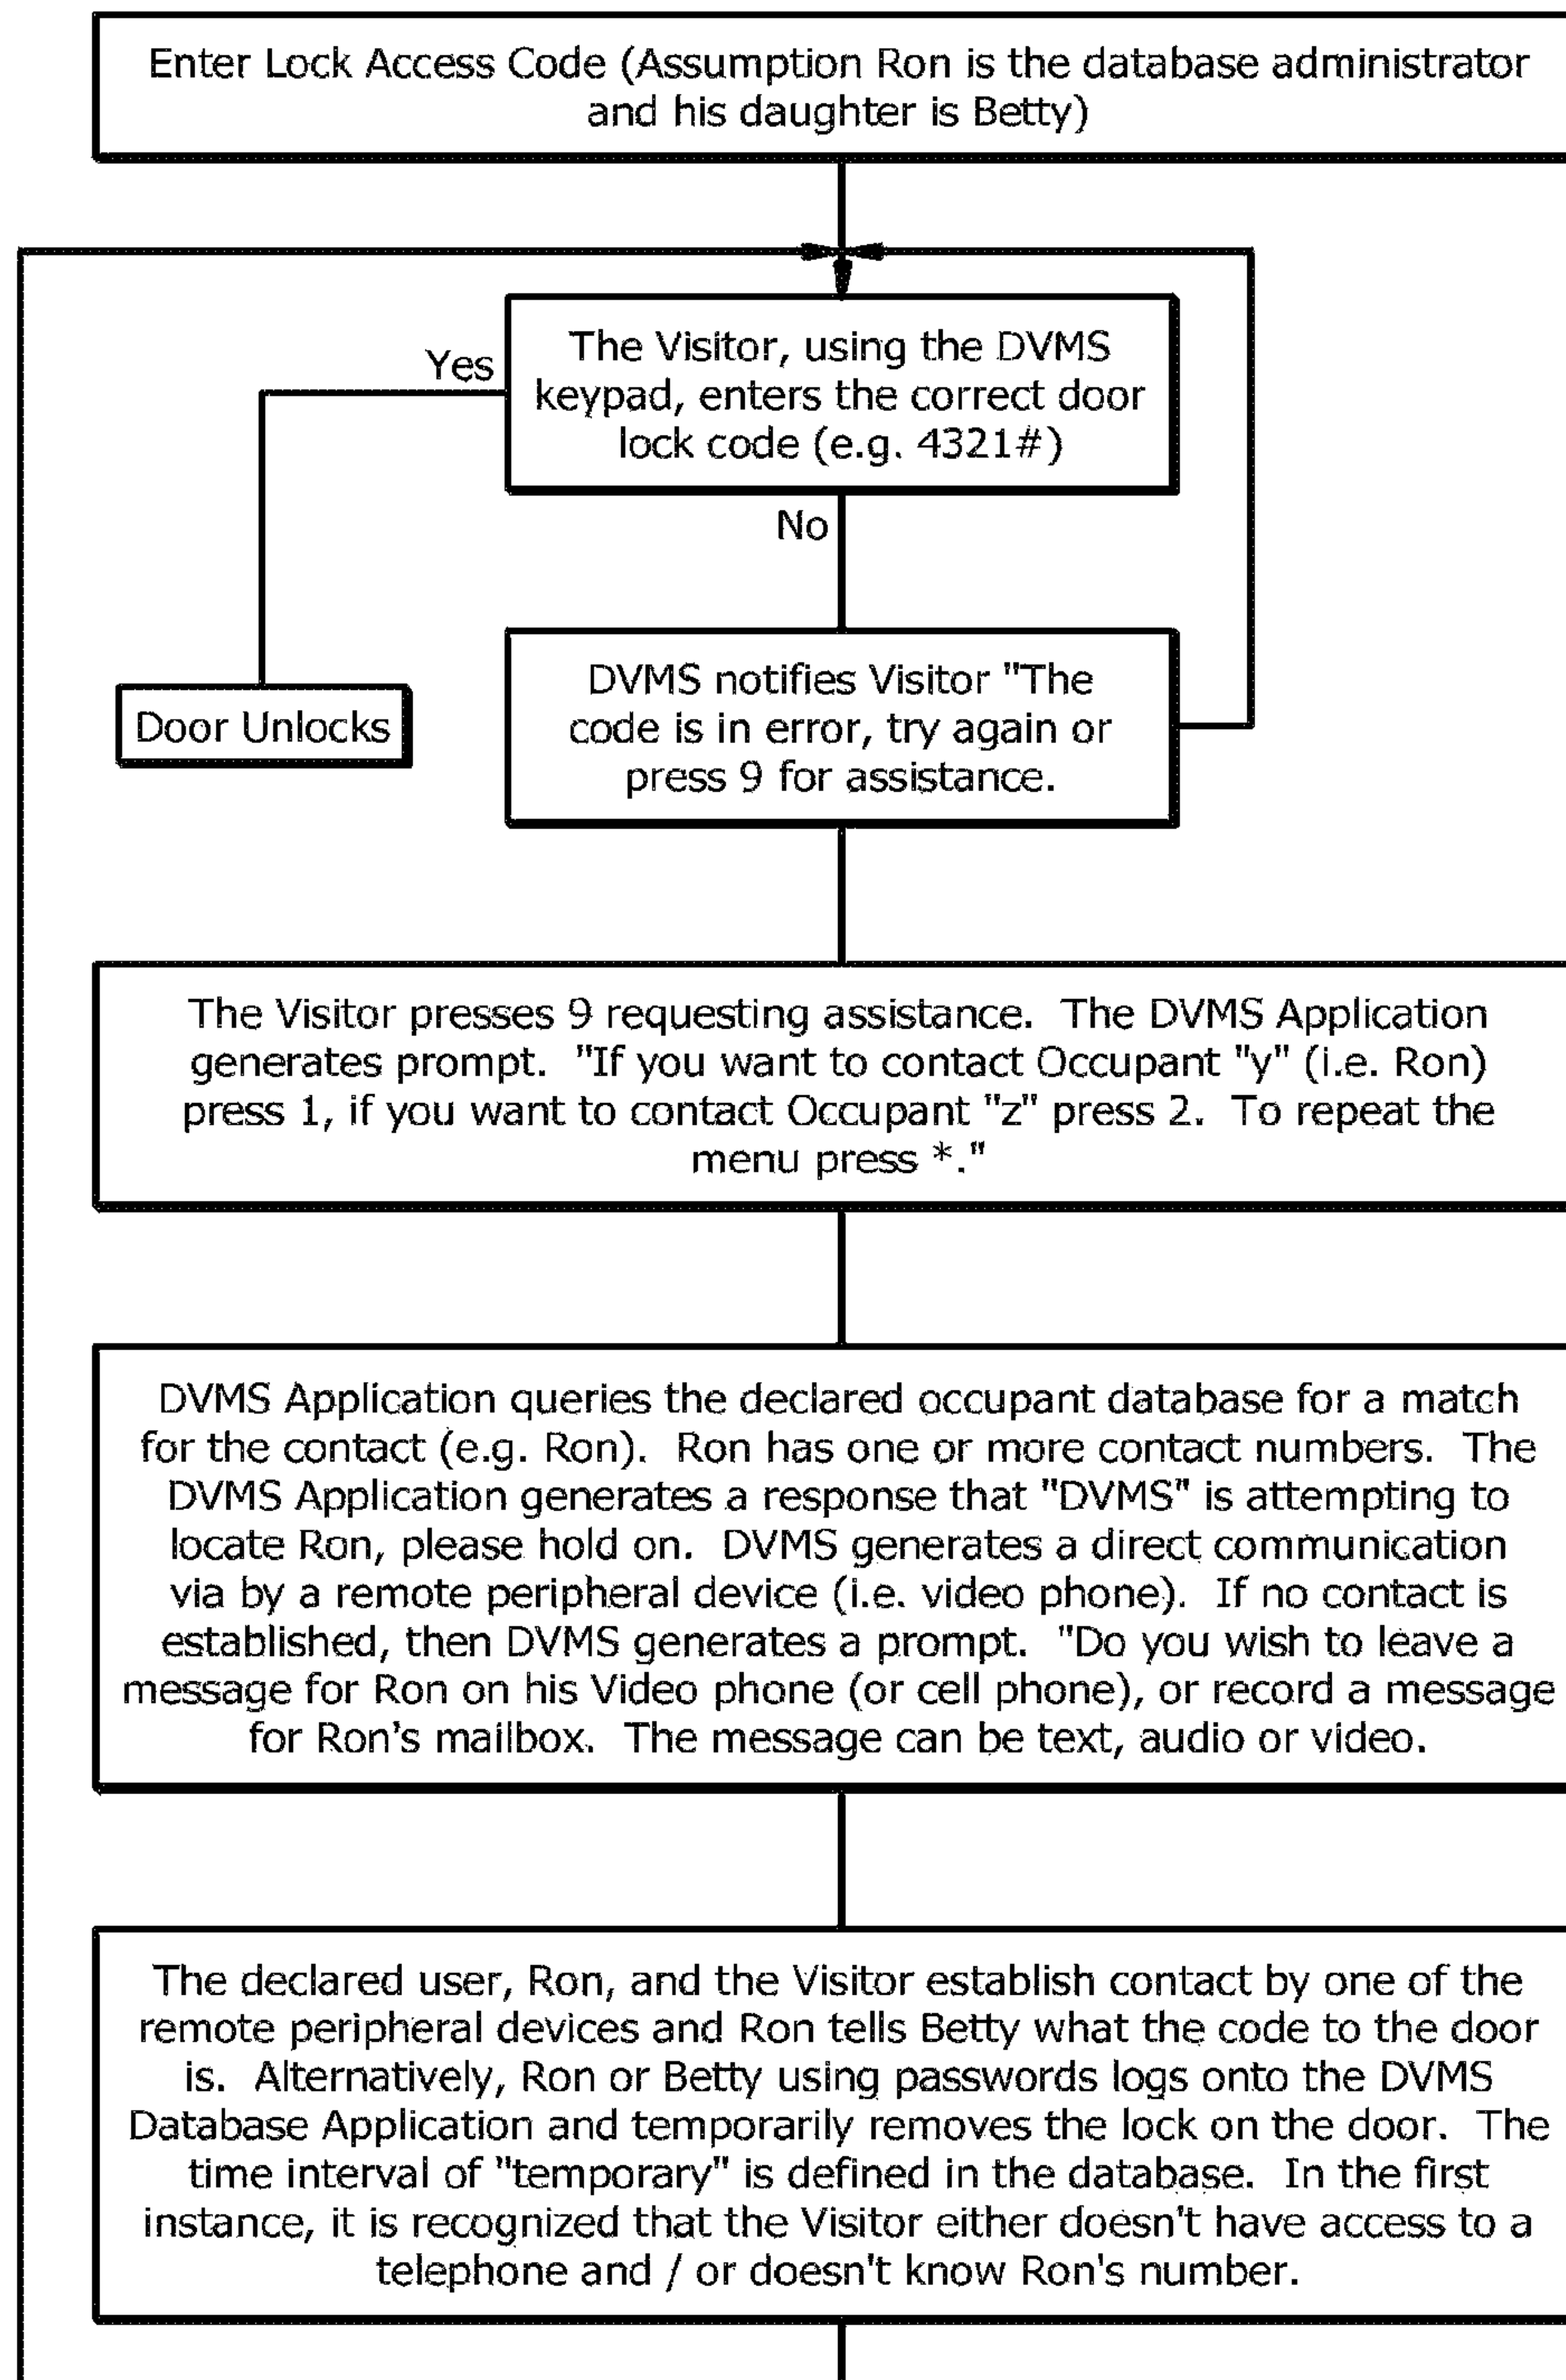 Enter Lock Access Code (Assumption Ron is the database administrator
and his daughter is Betty)
Yes
The Visitor, using the DVMS
keypad, enters the correct door
lock code (e.g. 4321#)
No
Door Unlocks
DVMS notifies Visitor "The
code is in error, try again or
press 9 for assistance.
The Visitor presses 9 requesting assistance. The DVMS Application
generates prompt. "If you want to contact Occupant "y" (i.e. Ron)
press 1, if you want to contact Occupant "z" press 2. To repeat the
menu press *."
DVMS Application queries the declared occupant database for a match
for the contact (e.g. Ron). Ron has one or more contact numbers. The
DVMS Application generates a response that "DVMS" is attempting to
locate Ron, please hold on. DVMS generates a direct communication
via by a remote peripheral device (i.e. video phone). If no contact is
established, then DVMS generates a prompt. "Do you wish to leave a
message for Ron on his Video phone (or cell phone), or record a message
for Ron's mailbox. The message can be text, audio or video.
The declared user, Ron, and the Visitor establish contact by one of the
remote peripheral devices and Ron tells Betty what the code to the door
is. Alternatively, Ron or Betty using passwords logs onto the DVMS
Database Application and temporarily removes the lock on the door. The
time interval of "temporary" is defined in the database. In the first
instance, it is recognized that the Visitor either doesn't have access to a
telephone and / or doesn't know Ron's number.